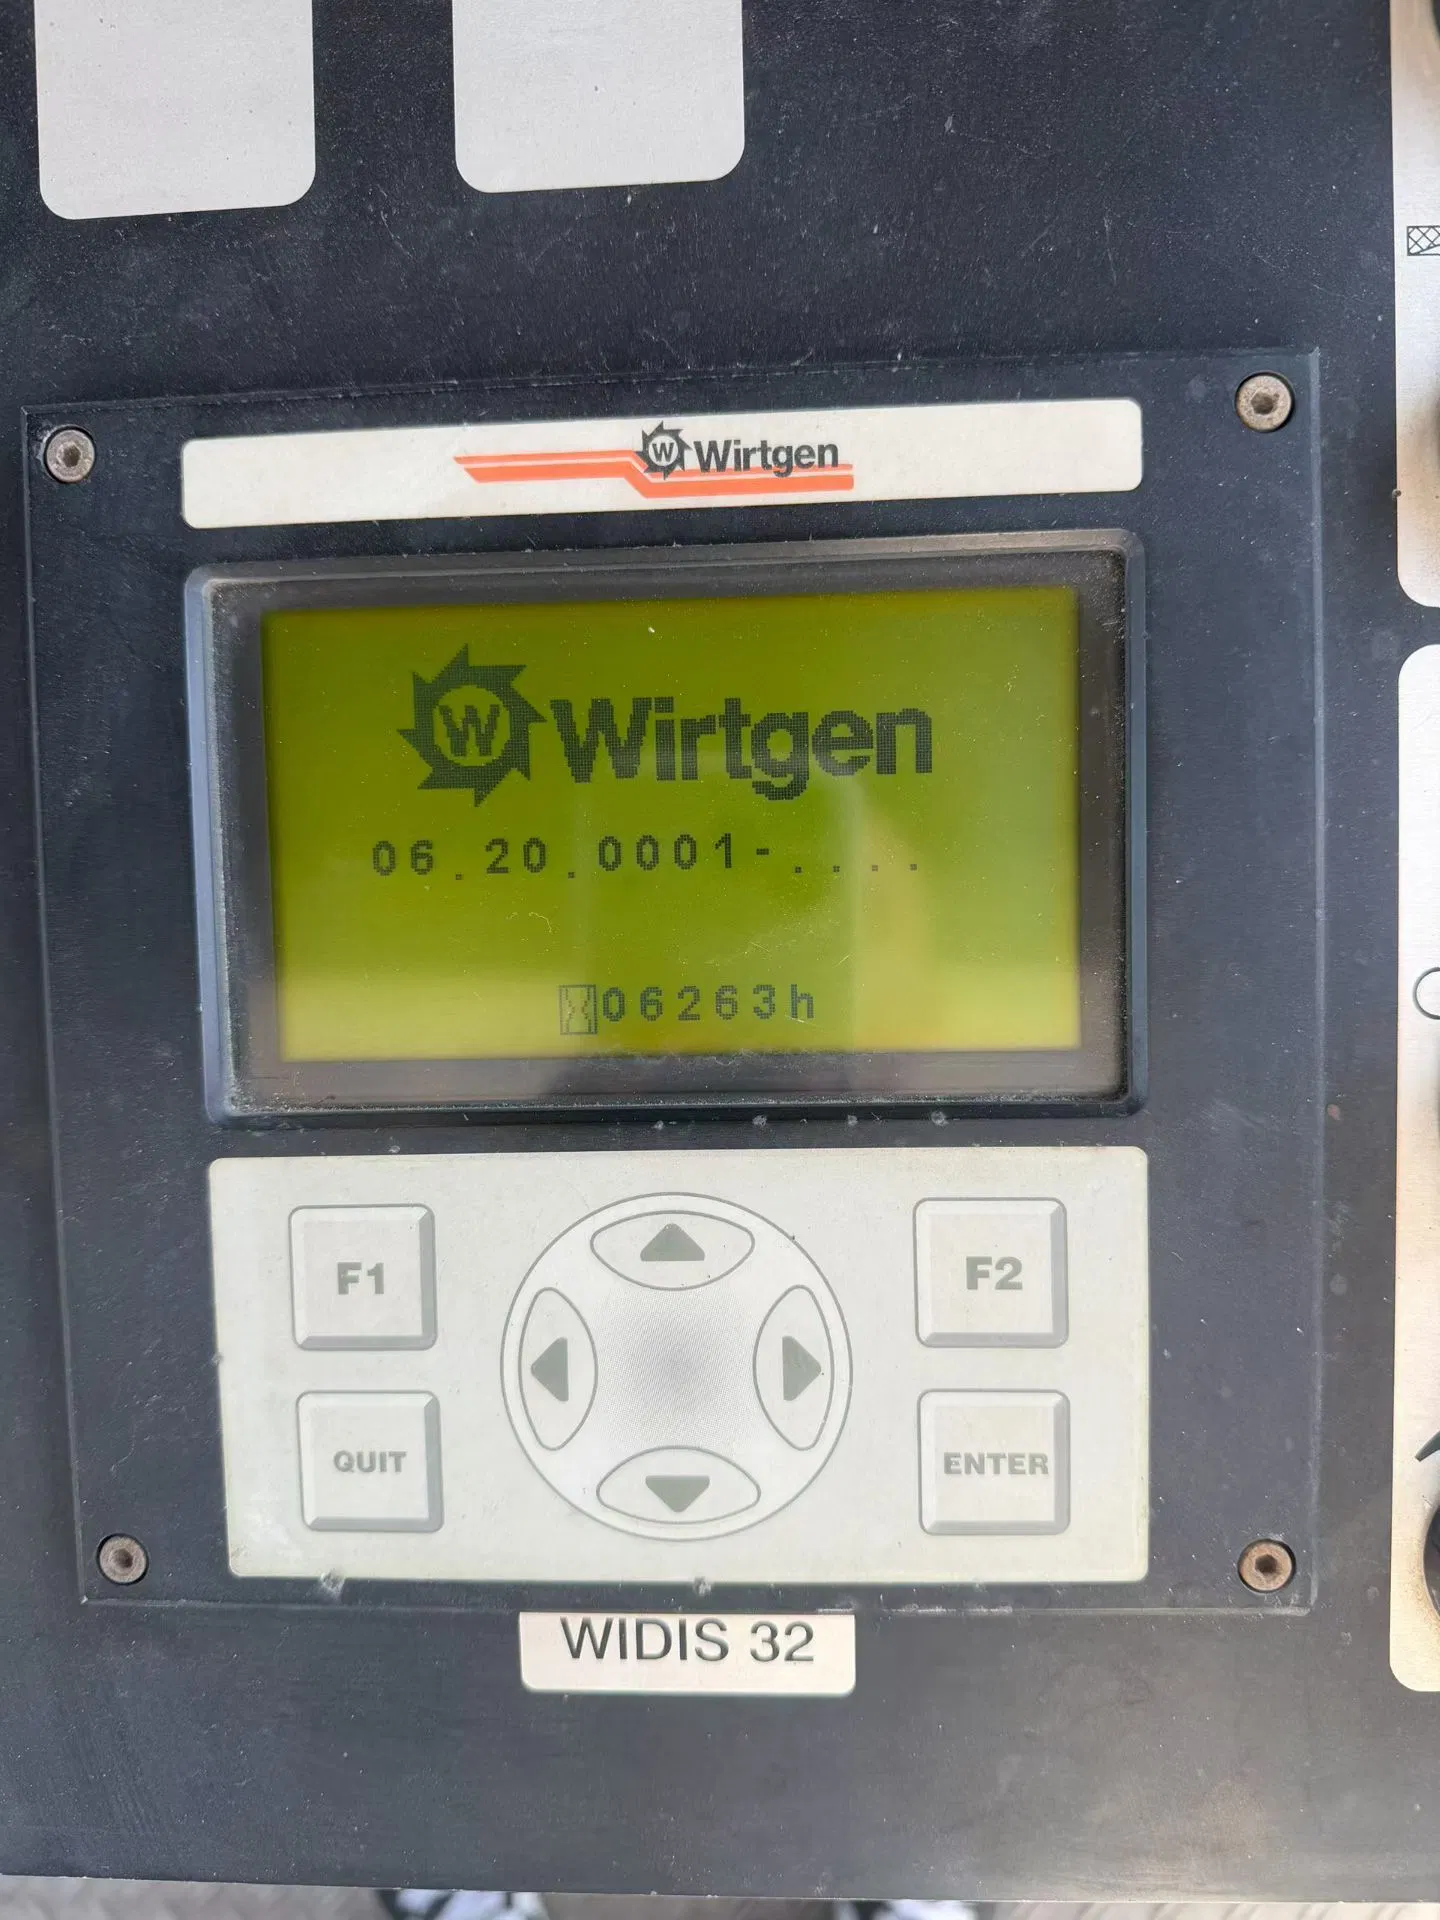 Wirtgen
Wirtgen
06.20.0001-....
06263h
F1
F2
QUIT
ENTER
WIDIS 32